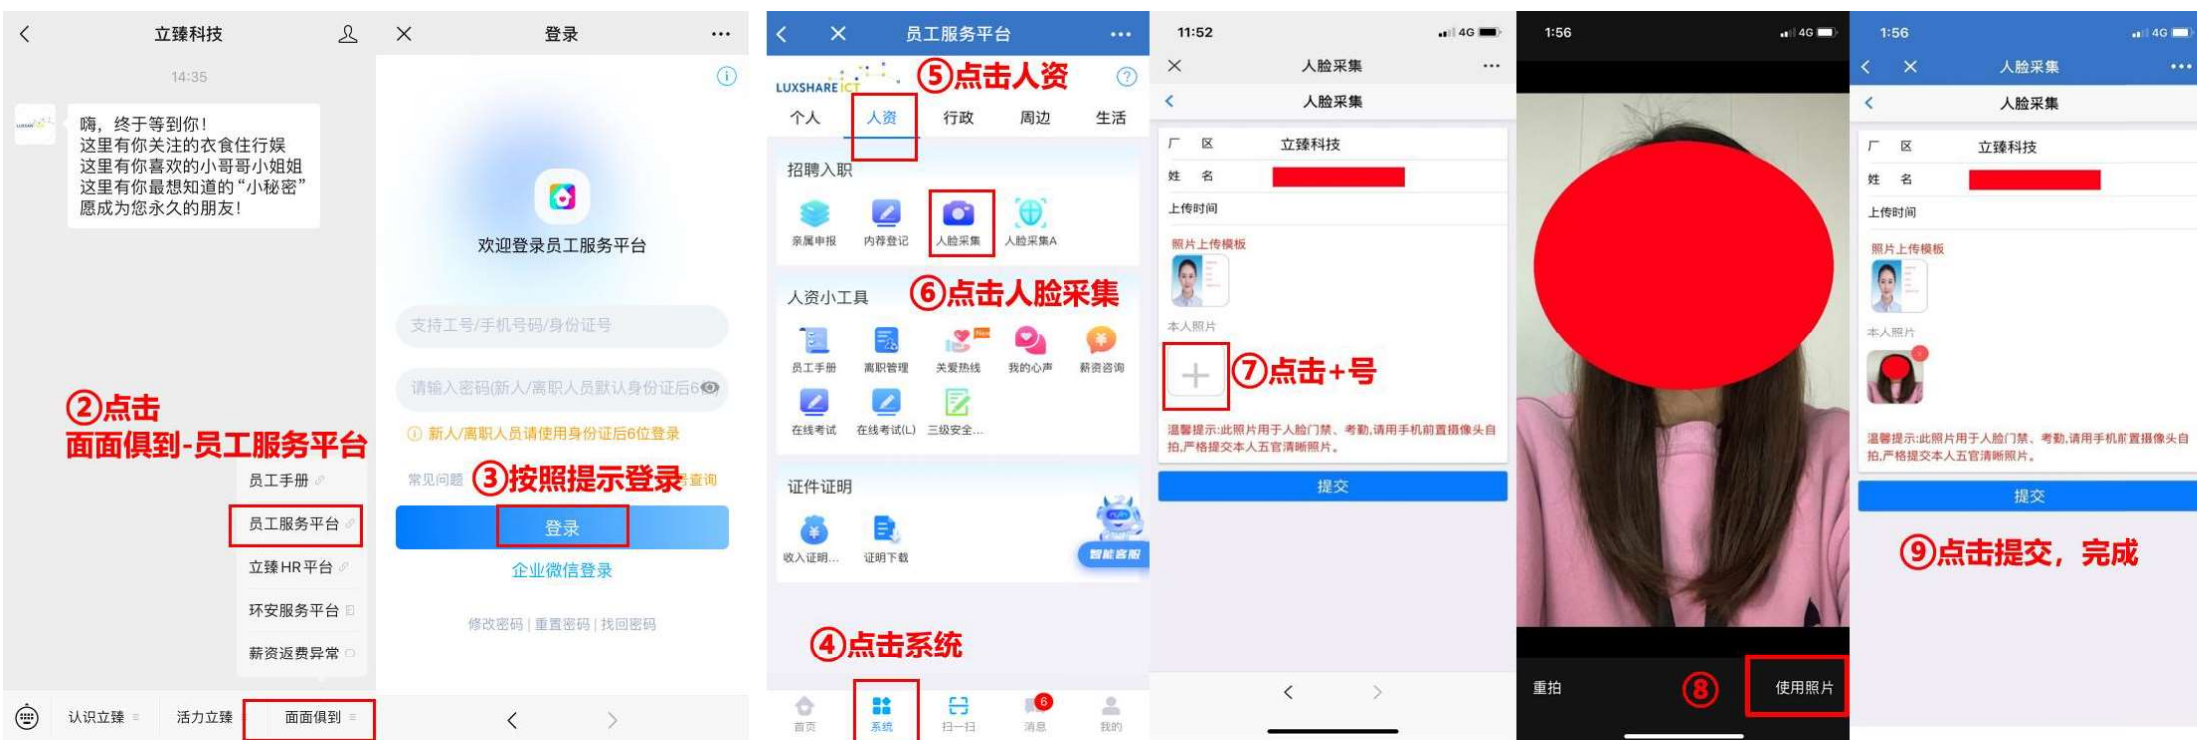 立臻科技
14:35
嗨，终于等到你！
这里有你关注的衣食住行娱
这里有你喜欢的小哥哥小姐姐
这里有你最想知道的“小秘密”
愿成为您永久的朋友！
②点击
面面俱到-员工服务平台
员工手册
员工服务平台
立臻HR平台
环安服务平台
薪资返费异常
认识立臻
活力立臻
面面俱到
登录
欢迎登录员工服务平台
支持工号/手机号码/身份证号
请输入密码(新人/离职人员默认身份证后6
新人/离职人员请使用身份证后6位登录
常见问题
③按照提示登录
号查询
登录
企业微信登录
修改密码|重置密码|找回密码
员工服务平台
LUXSHARE ICT
⑤点击人资
个人 人资 行政 周边 生活
招聘入职
亲属申报 内荐登记 人脸采集 人脸采集A
⑥点击人脸采集
人资小工具
New
员工手册 离职管理 关爱热线 我的心声 薪资咨询
在线考试 在线考试(L) 三级安全...
证件证明
收入证明... 证明下载
智能客服
④点击系统
6
首页 系统 扫一扫 消息 我的
11:52
4G
人脸采集
人脸采集
厂 区 立臻科技
姓 名
上传时间
照片上传模板
本人照片
⑦点击+号
温馨提示:此照片用于人脸门禁、考勤,请用手机前置摄像头自
拍,严格提交本人五官清晰照片。
提交
1:56
4G
重拍
⑧
使用照片
1:56
4G
人脸采集
人脸采集
厂 区 立臻科技
姓 名
上传时间
照片上传模板
本人照片
温馨提示:此照片用于人脸门禁、考勤,请用手机前置摄像头自
拍,严格提交本人五官清晰照片。
提交
⑨点击提交，完成